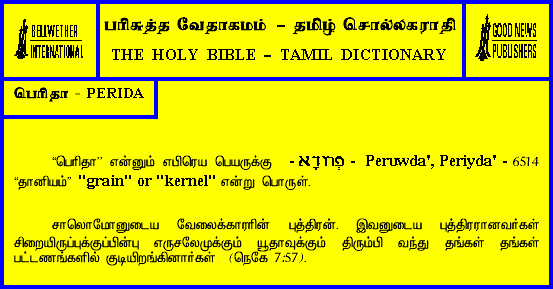 BELLWETHER
INTERNATIONAL
பரிசுத்த வேதாகமம் – தமிழ் சொல்லகராதி
THE HOLY BIBLE – TAMIL DICTIONARY
GOOD NEWS
PUBLISHERS
பெரிதா - PERIDA
“பெரிதா” என்னும் எபிரெய பெயருக்கு - - Peruwda', Periyda' - 6514
“தானியம்” "grain" or "kernel" என்று பொருள்.
சாலொமோனுடைய வேலைக்காரரின் புத்திரன். இவனுடைய புத்திரரானவர்கள்
சிறையிருப்புக்குப்பின்பு எருசலேமுக்கும் யூதாவுக்கும் திரும்பி வந்து தங்கள் தங்கள்
பட்டணங்களில் குடியிறங்கினார்கள் (நெகே 7:57).